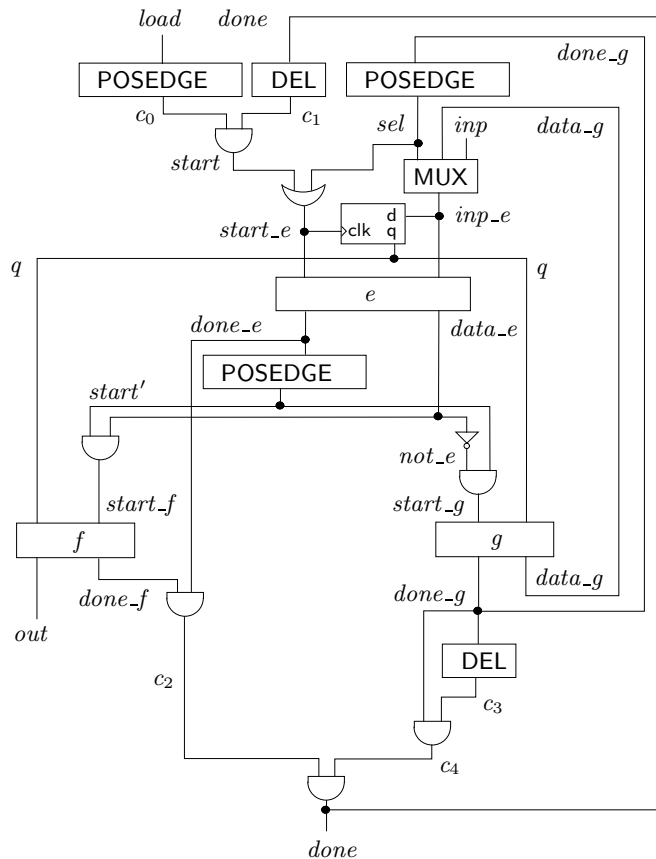 load done
done_g
POSEDGE DEL POSEDGE
c₀ c₁ sel inp data_g
start MUX
start_e clk d q inp_e
q q
e
done_e data_e
POSEDGE
start′
not_e
start_f start_g
f g
done_f done_g data_g
out
DEL
c₂ c₃
c₄
done